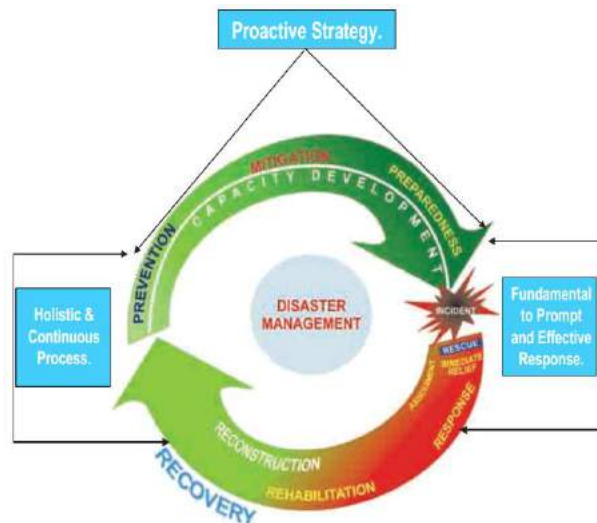 Proactive Strategy.
MITIGATION
CAPACITY DEVELOPMENT
PREVENTION
PREPAREDNESS
Holistic &
Continuous
Process.
DISASTER
MANAGEMENT
INCIDENT
Fundamental
to Prompt
and Effective
Response.
RESCUE
IMMEDIATE
RELIEF
ASSESSMENT
RESPONSE
RECONSTRUCTION
REHABILITATION
RECOVERY